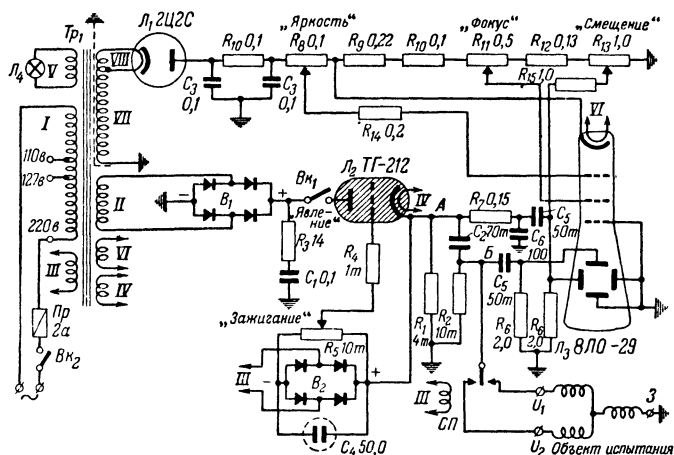 Тр₁
Л₁ 2Ц2С
„Яркость"
„Фокус"
„Смещение"
R₁₀ 0,1
R₈ 0,1
R₉ 0,22
R₁₀ 0,1
R₁₁ 0,5
R₁₂ 0,13
R₁₃ 1,0
Л₄
V
VIII
C₃
0,1
C₃
0,1
R₁₅ 1,0
I
VII
R₁₄ 0,2
VI
110в
127в
Л₂ ТГ-212
II
Вк₁
IV
А
R₇ 0,15
В₁
„Явление"
C₅
50т
220в
R₃ 14
C₂ 70т
C₆
100
VI
R₄
1т
Б
III
C₁ 0,1
C₅
50т
IV
Пр
2а
„Зажигание"
R₁
4т
R₂
10т
R₆
2,0
R₆
2,0
Л₃
8ЛО-29
R₅ 10т
Вк₂
III
В₂
III
СП
U₁
З
C₄ 50,0
U₂ Объект испытания